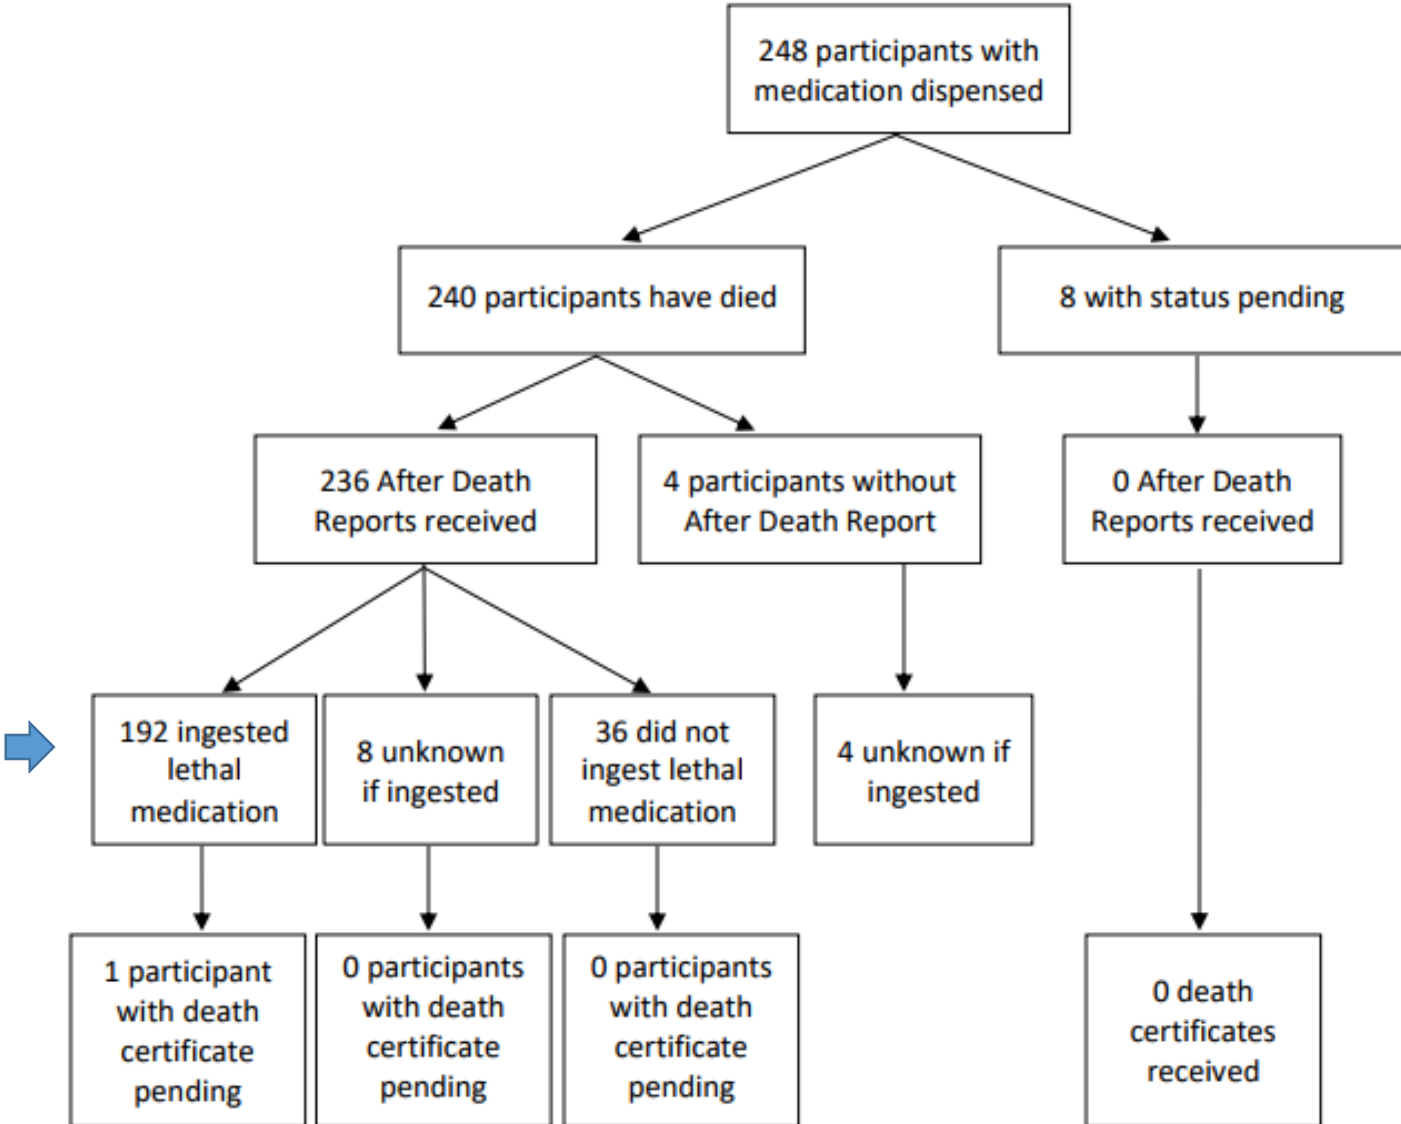 248 participants with
medication dispensed
240 participants have died
8 with status pending
236 After Death
Reports received
4 participants without
After Death Report
0 After Death
Reports received
192 ingested
lethal
medication
8 unknown
if ingested
36 did not
ingest lethal
medication
4 unknown if
ingested
1 participant
with death
certificate
pending
0 participants
with death
certificate
pending
0 participants
with death
certificate
pending
0 death
certificates
received